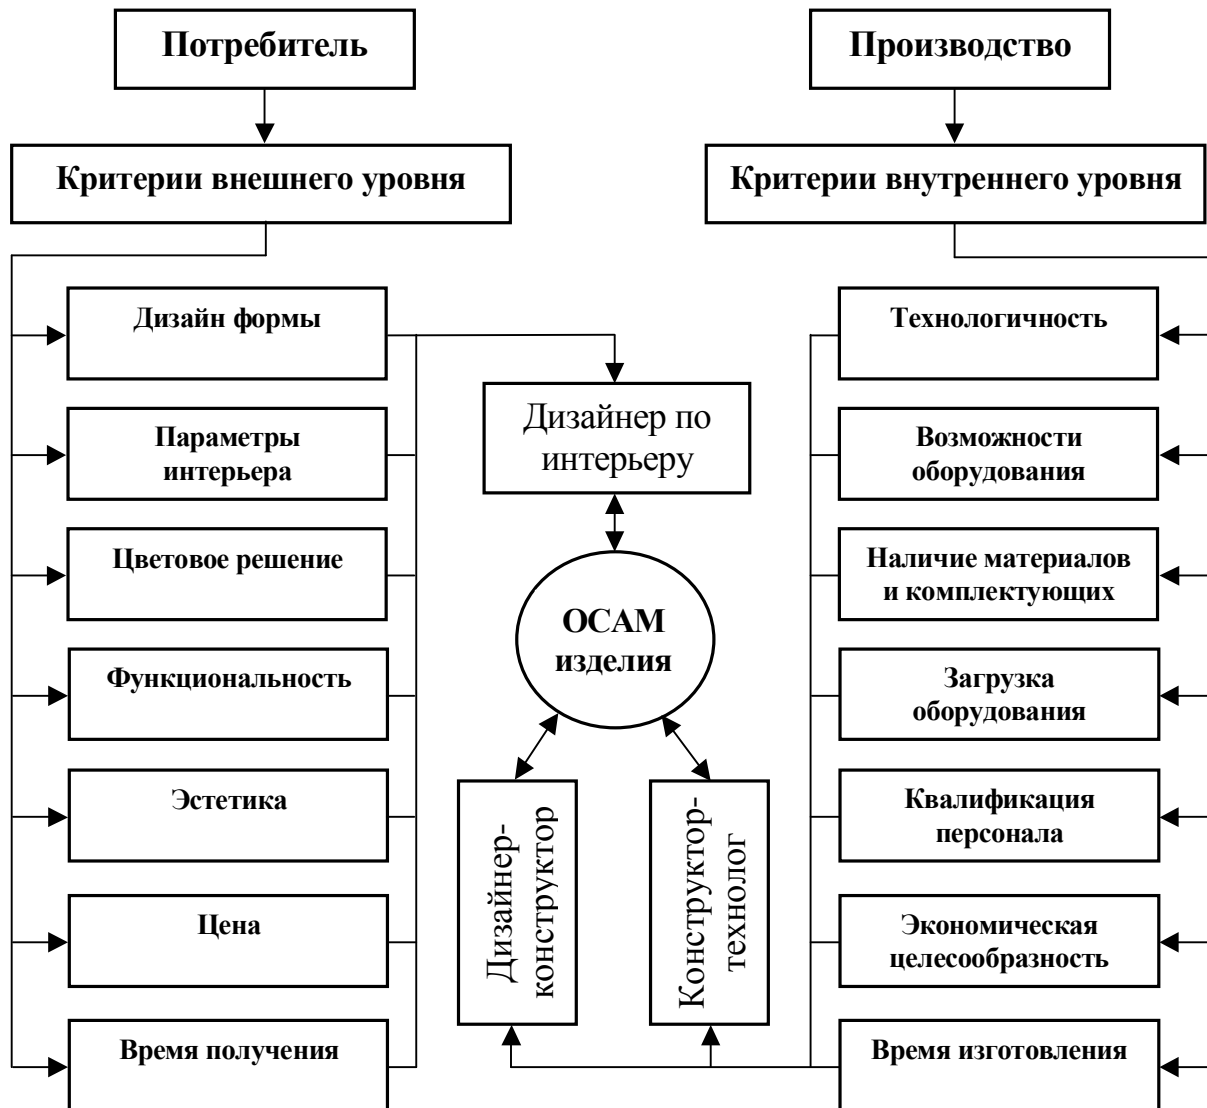 Потребитель
Производство
Критерии внешнего уровня
Критерии внутреннего уровня
Дизайн формы
Параметры
интерьера
Цветовое решение
Функциональность
Эстетика
Цена
Время получения
Дизайнер по
интерьеру
ОСАМ
изделия
Дизайнер-
конструктор
Конструктор-
технолог
Технологичность
Возможности
оборудования
Наличие материалов
и комплектующих
Загрузка
оборудования
Квалификация
персонала
Экономическая
целесообразность
Время изготовления